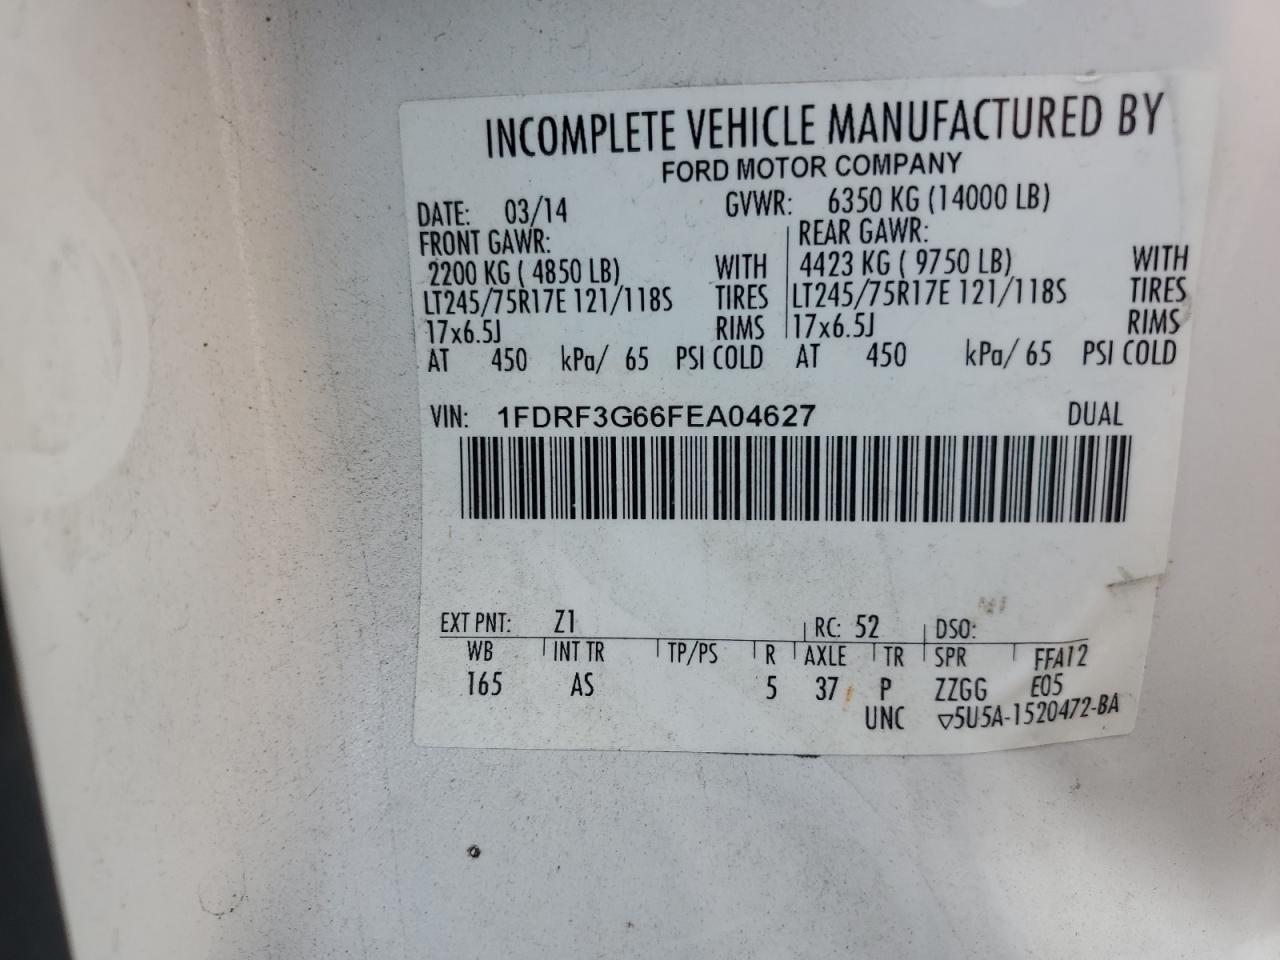 INCOMPLETE VEHICLE MANUFACTURED BY
FORD MOTOR COMPANY
DATE: 03/14 GVWR: 6350 KG (14000 LB)
FRONT GAWR: REAR GAWR:
2200 KG ( 4850 LB) WITH 4423 KG ( 9750 LB) WITH
LT245/75R17E 121/118S TIRES LT245/75R17E 121/118S TIRES
17x6.5J RIMS 17x6.5J RIMS
AT 450 kPa/ 65 PSI COLD AT 450 kPa/ 65 PSI COLD
VIN: 1FDRF3G66FEA04627 DUAL
EXT PNT: Z1 RC: 52 DSO:
WB INT TR TP/PS R AXLE TR SPR FFA12
165 AS 5 37 P ZZGG E05
UNC ▽5U5A-1520472-BA